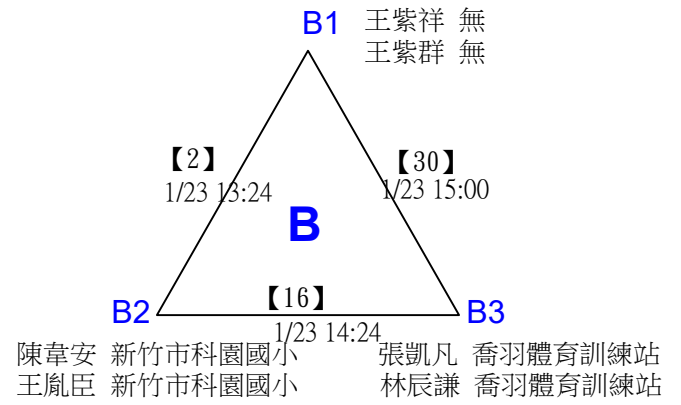 B1 王紫祥 無
王紫群 無
【2】
1/23 13:24
【30】
1/23 15:00
B
B2
【16】
1/23 14:24
B3
陳韋安 新竹市科園國小
王胤臣 新竹市科園國小
張凱凡 喬羽體育訓練站
林辰謙 喬羽體育訓練站